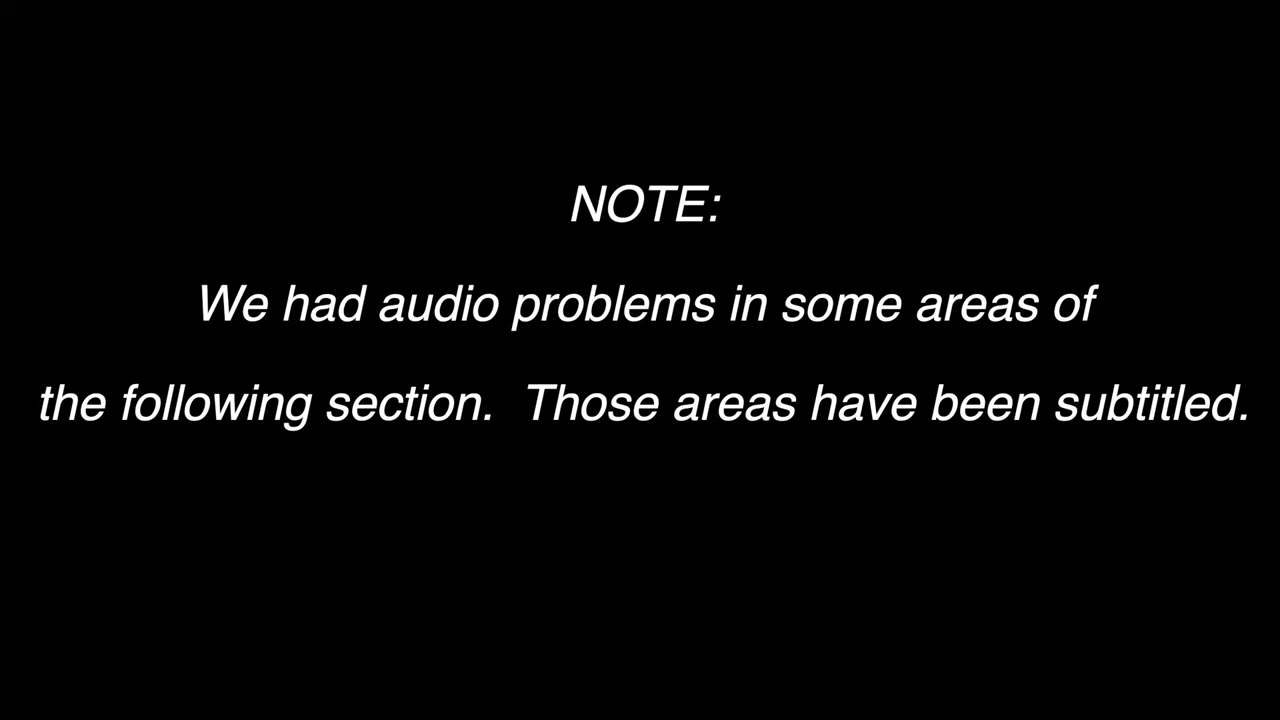 NOTE:
We had audio problems in some areas of
the following section.  Those areas have been subtitled.